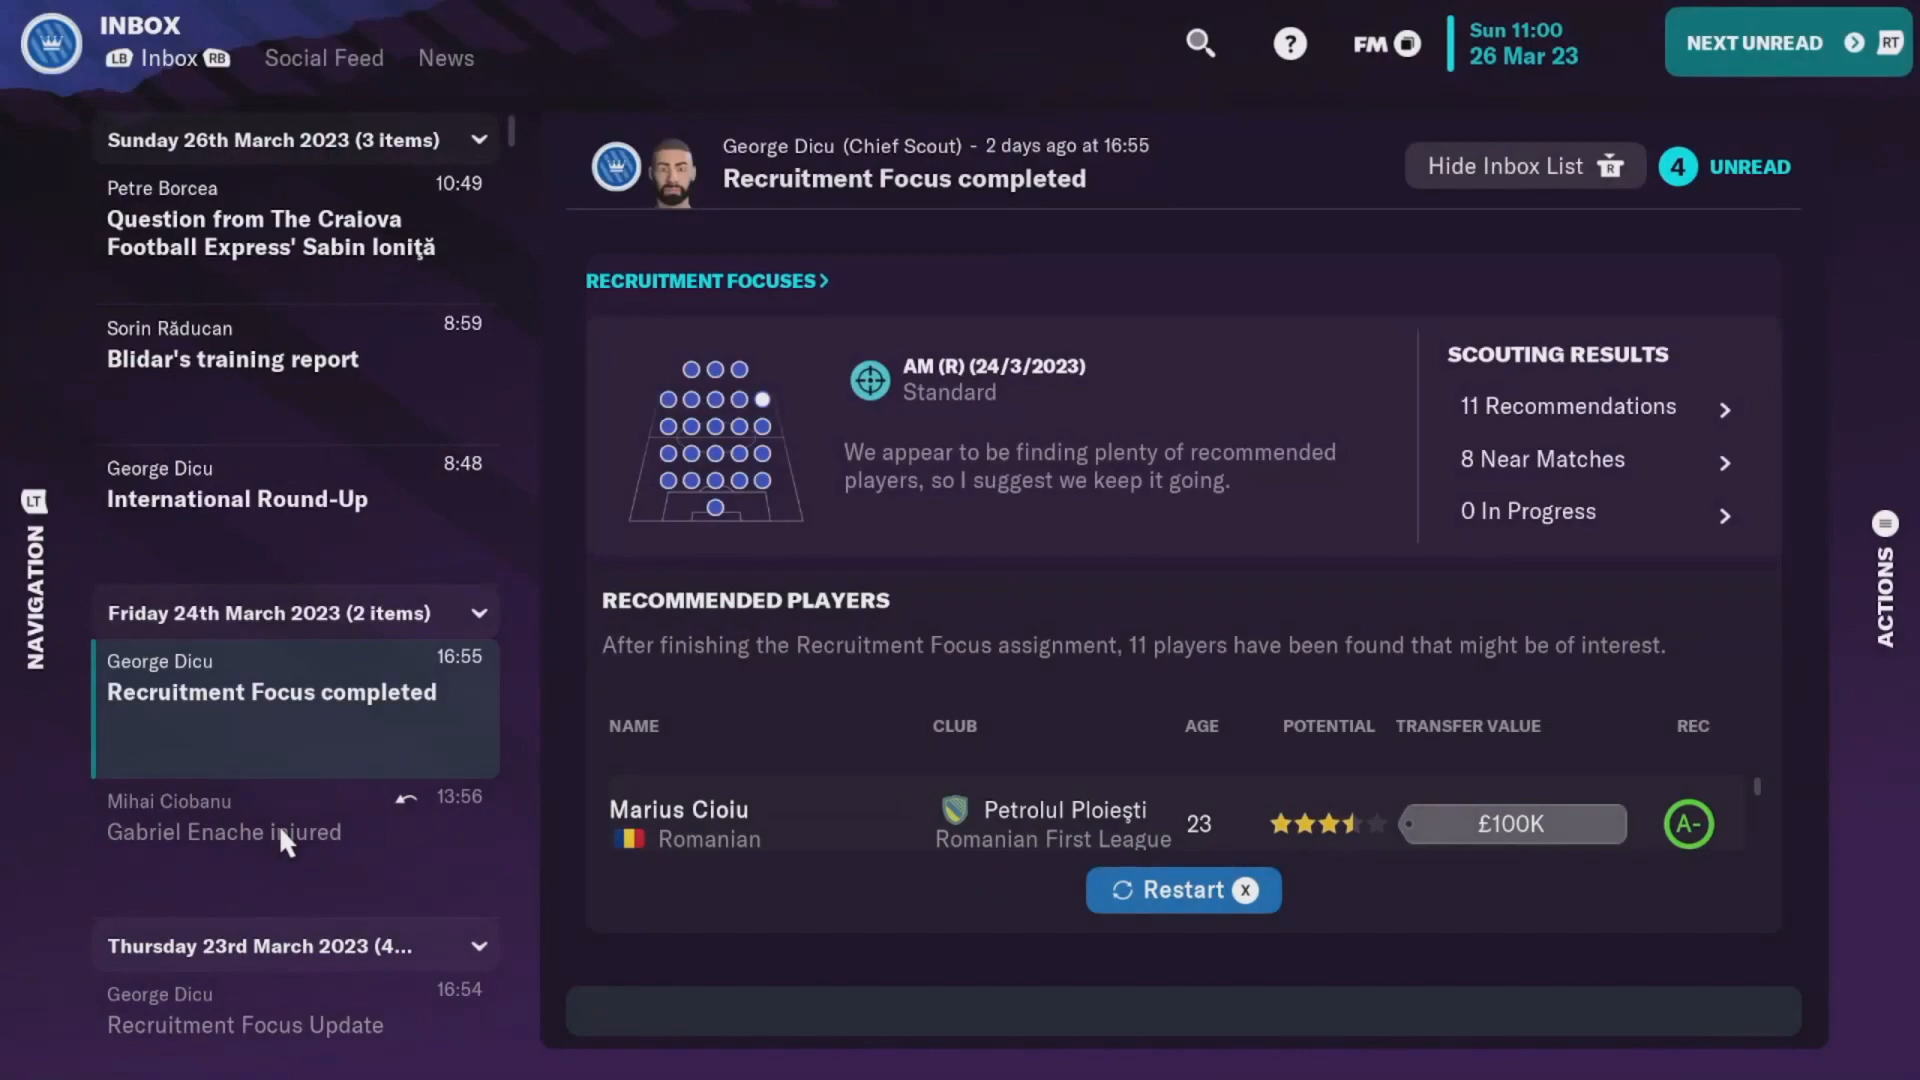 INBOX
LB Inbox RB Social Feed News
?
FM
Sun 11:00
26 Mar 23
NEXT UNREAD RT
Sunday 26th March 2023 (3 items)
Petre Borcea 10:49
Question from The Craiova
Football Express' Sabin Ioniţă
Sorin Răducan 8:59
Blidar's training report
George Dicu 8:48
International Round-Up
Friday 24th March 2023 (2 items)
George Dicu 16:55
Recruitment Focus completed
Mihai Ciobanu 13:56
Gabriel Enache injured
Thursday 23rd March 2023 (4...
George Dicu 16:54
Recruitment Focus Update
LT
NAVIGATION
George Dicu (Chief Scout) - 2 days ago at 16:55
Recruitment Focus completed
Hide Inbox List R
4 UNREAD
RECRUITMENT FOCUSES >
AM (R) (24/3/2023)
Standard
We appear to be finding plenty of recommended
players, so I suggest we keep it going.
SCOUTING RESULTS
11 Recommendations
8 Near Matches
0 In Progress
RECOMMENDED PLAYERS
After finishing the Recruitment Focus assignment, 11 players have been found that might be of interest.
NAME CLUB AGE POTENTIAL TRANSFER VALUE REC
Marius Cioiu Petrolul Ploieşti 23 £100K A-
Romanian Romanian First League
Restart X
ACTIONS